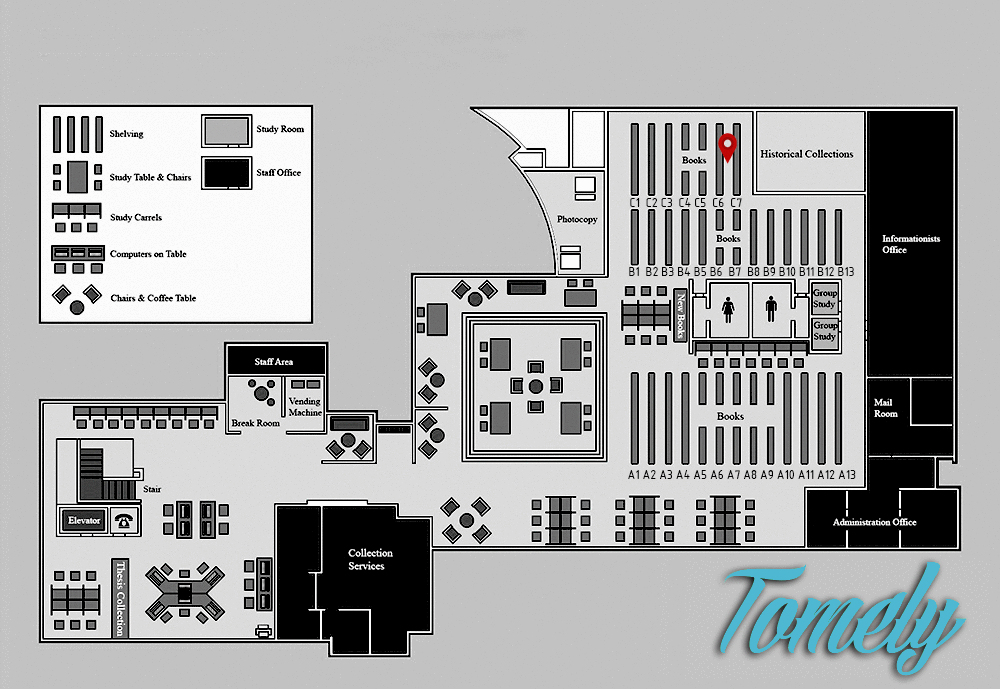 Shelving
Study Room
Study Table & Chairs
Staff Office
Study Carrels
Computers on Table
Chairs & Coffee Table
Books
Historical Collections
C1 C2 C3 C4 C5 C6 C7
Photocopy
Books
Informationists
Office
B1 B2 B3 B4 B5 B6 B7 B8 B9 B10 B11 B12 B13
New Books
Group
Study
Group
Study
Staff Area
Vending
Machine
Break Room
Mail
Room
Books
A1 A2 A3 A4 A5 A6 A7 A8 A9 A10 A11 A12 A13
Stair
Elevator
Administration Office
Collection
Services
Thesis Collection
Tomely